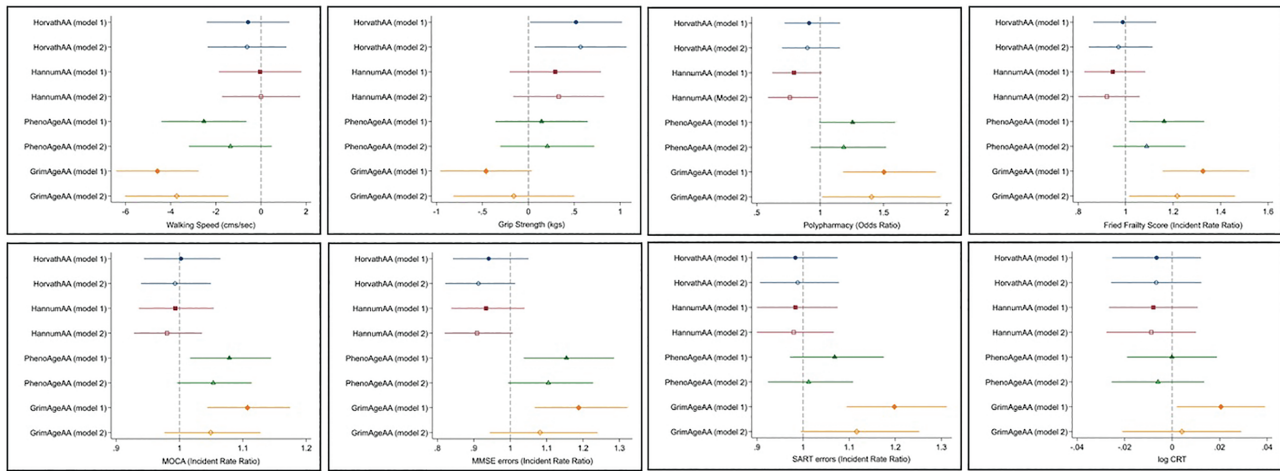 HorvathAA (model 1)
HorvathAA (model 2)
HannumAA (model 1)
HannumAA (model 2)
PhenoAgeAA (model 1)
PhenoAgeAA (model 2)
GrimAgeAA (model 1)
GrimAgeAA (model 2)
-6 -4 -2 0 2
Walking Speed (cms/sec)
HorvathAA (model 1)
HorvathAA (model 2)
HannumAA (model 1)
HannumAA (model 2)
PhenoAgeAA (model 1)
PhenoAgeAA (model 2)
GrimAgeAA (model 1)
GrimAgeAA (model 2)
-1 -.5 0 .5 1
Grip Strength (kgs)
HorvathAA (model 1)
HorvathAA (model 2)
HannumAA (model 1)
HannumAA (Model 2)
PhenoAgeAA (model 1)
PhenoAgeAA (model 2)
GrimAgeAA (model 1)
GrimAgeAA (model 2)
.5 1 1.5 2
Polypharmacy (Odds Ratio)
HorvathAA (model 1)
HorvathAA (model 2)
HannumAA (model 1)
HannumAA (model 2)
PhenoAgeAA (model 1)
PhenoAgeAA (model 2)
GrimAgeAA (model 1)
GrimAgeAA (model 2)
.8 1 1.2 1.4 1.6
Fried Frailty Score (Incident Rate Ratio)
HorvathAA (model 1)
HorvathAA (model 2)
HannumAA (model 1)
HannumAA (model 2)
PhenoAgeAA (model 1)
PhenoAgeAA (model 2)
GrimAgeAA (model 1)
GrimAgeAA (model 2)
.9 1 1.1 1.2
MOCA (Incident Rate Ratio)
HorvathAA (model 1)
HorvathAA (model 2)
HannumAA (model 1)
HannumAA (model 2)
PhenoAgeAA (model 1)
PhenoAgeAA (model 2)
GrimAgeAA (model 1)
GrimAgeAA (model 2)
.8 .9 1 1.1 1.2 1.3
MMSE errors (Incident Rate Ratio)
HorvathAA (model 1)
HorvathAA (model 2)
HannumAA (model 1)
HannumAA (model 2)
PhenoAgeAA (model 1)
PhenoAgeAA (model 2)
GrimAgeAA (model 1)
GrimAgeAA (model 2)
.9 1 1.1 1.2 1.3
SART errors (Incident Rate Ratio)
HorvathAA (model 1)
HorvathAA (model 2)
HannumAA (model 1)
HannumAA (model 2)
PhenoAgeAA (model 1)
PhenoAgeAA (model 2)
GrimAgeAA (model 1)
GrimAgeAA (model 2)
-.04 -.02 0 .02 .04
log CRT